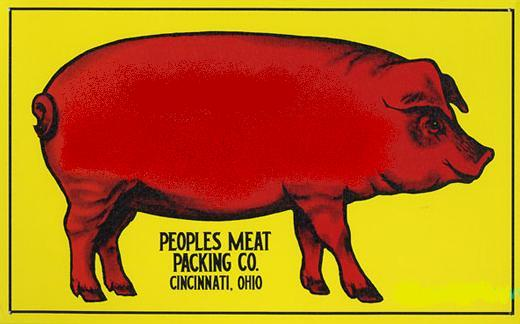 PEOPLES MEAT
PACKING CO.
CINCINNATI, OHIO